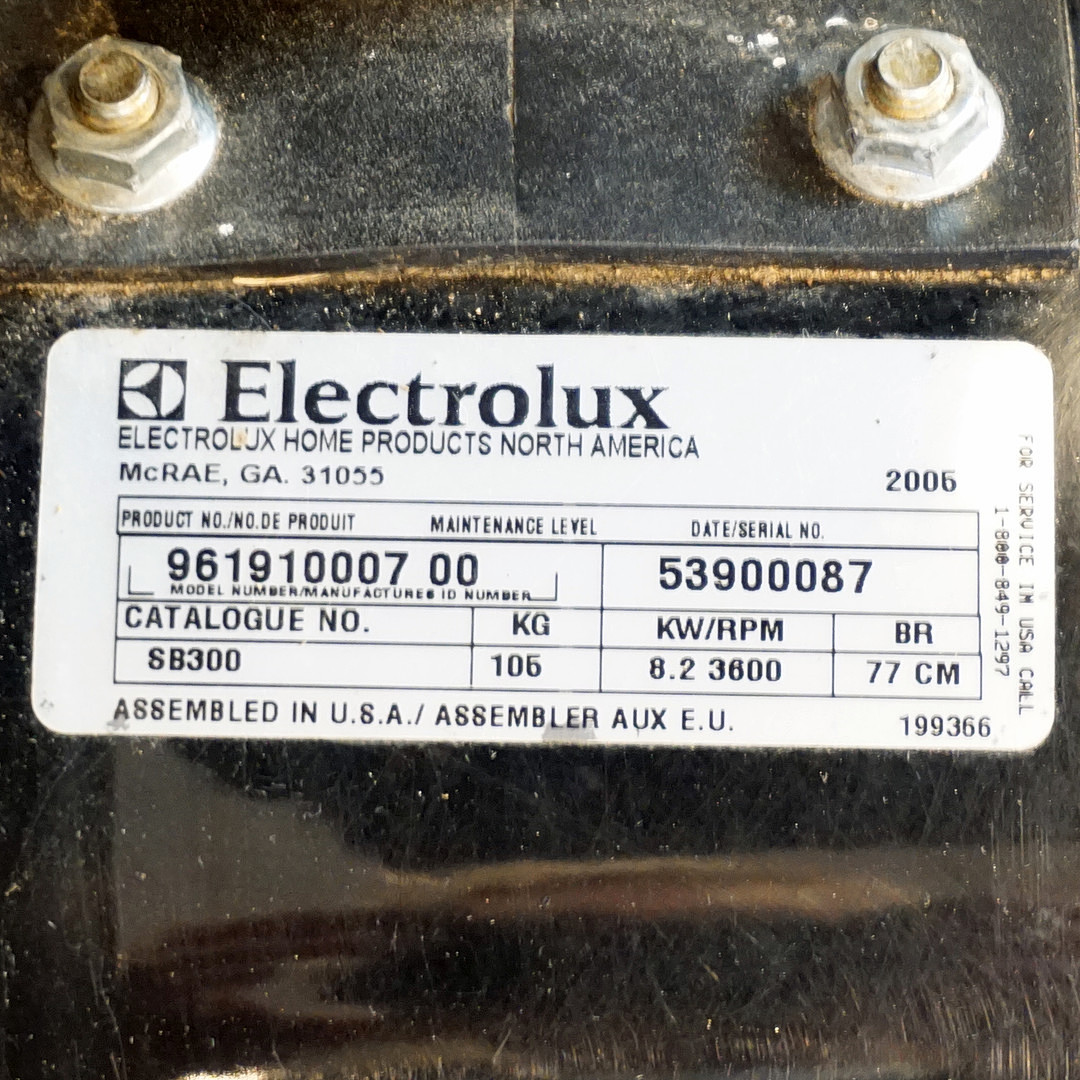 Electrolux
ELECTROLUX HOME PRODUCTS NORTH AMERICA
McRAE, GA. 31055
2005
PRODUCT NO./NO.DE PRODUIT MAINTENANCE LEVEL DATE/SERIAL NO.
961910007 00 53900087
MODEL NUMBER/MANUFACTURES ID NUMBER
CATALOGUE NO. KG KW/RPM BR
SB300 105 8.2 3600 77 CM
ASSEMBLED IN U.S.A./ ASSEMBLER AUX E.U. 199366
FOR SERVICE IN USA CALL
1-800-849-1297